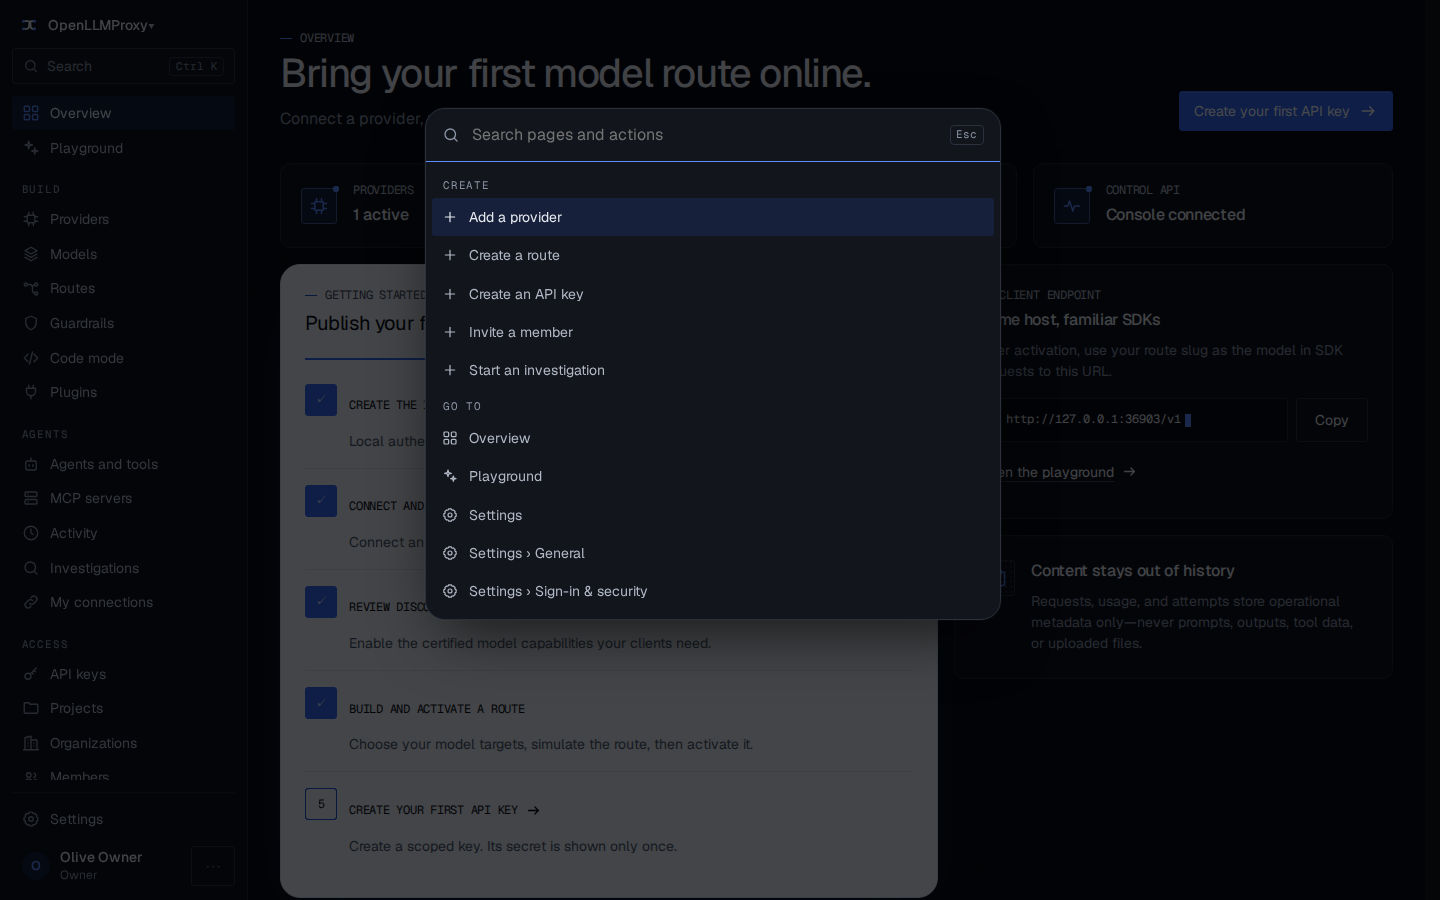 OpenLLMProxy▾
Search Ctrl K
Overview
Playground
BUILD
Providers
Models
Routes
Guardrails
Code mode
Plugins
AGENTS
Agents and tools
MCP servers
Activity
Investigations
My connections
ACCESS
API keys
Projects
Organizations
Members
Settings
O Olive Owner
Owner
...
— OVERVIEW
Bring your first model route online.
Connect a provider,
Create your first API key →
PROVIDERS
1 active
CONTROL API
Console connected
— GETTING STARTED
Publish your f
✓ CREATE THE
Local authe
✓ CONNECT AND
Connect an
✓ REVIEW DISCO
Enable the certified model capabilities your clients need.
✓ BUILD AND ACTIVATE A ROUTE
Choose your model targets, simulate the route, then activate it.
5 CREATE YOUR FIRST API KEY →
Create a scoped key. Its secret is shown only once.
Search pages and actions Esc
CREATE
Add a provider
Create a route
Create an API key
Invite a member
Start an investigation
GO TO
Overview
Playground
Settings
Settings › General
Settings › Sign-in & security
CLIENT ENDPOINT
me host, familiar SDKs
er activation, use your route slug as the model in SDK
uests to this URL.
http://127.0.0.1:36903/v1
Copy
en the playground →
Content stays out of history
Requests, usage, and attempts store operational
metadata only—never prompts, outputs, tool data,
or uploaded files.